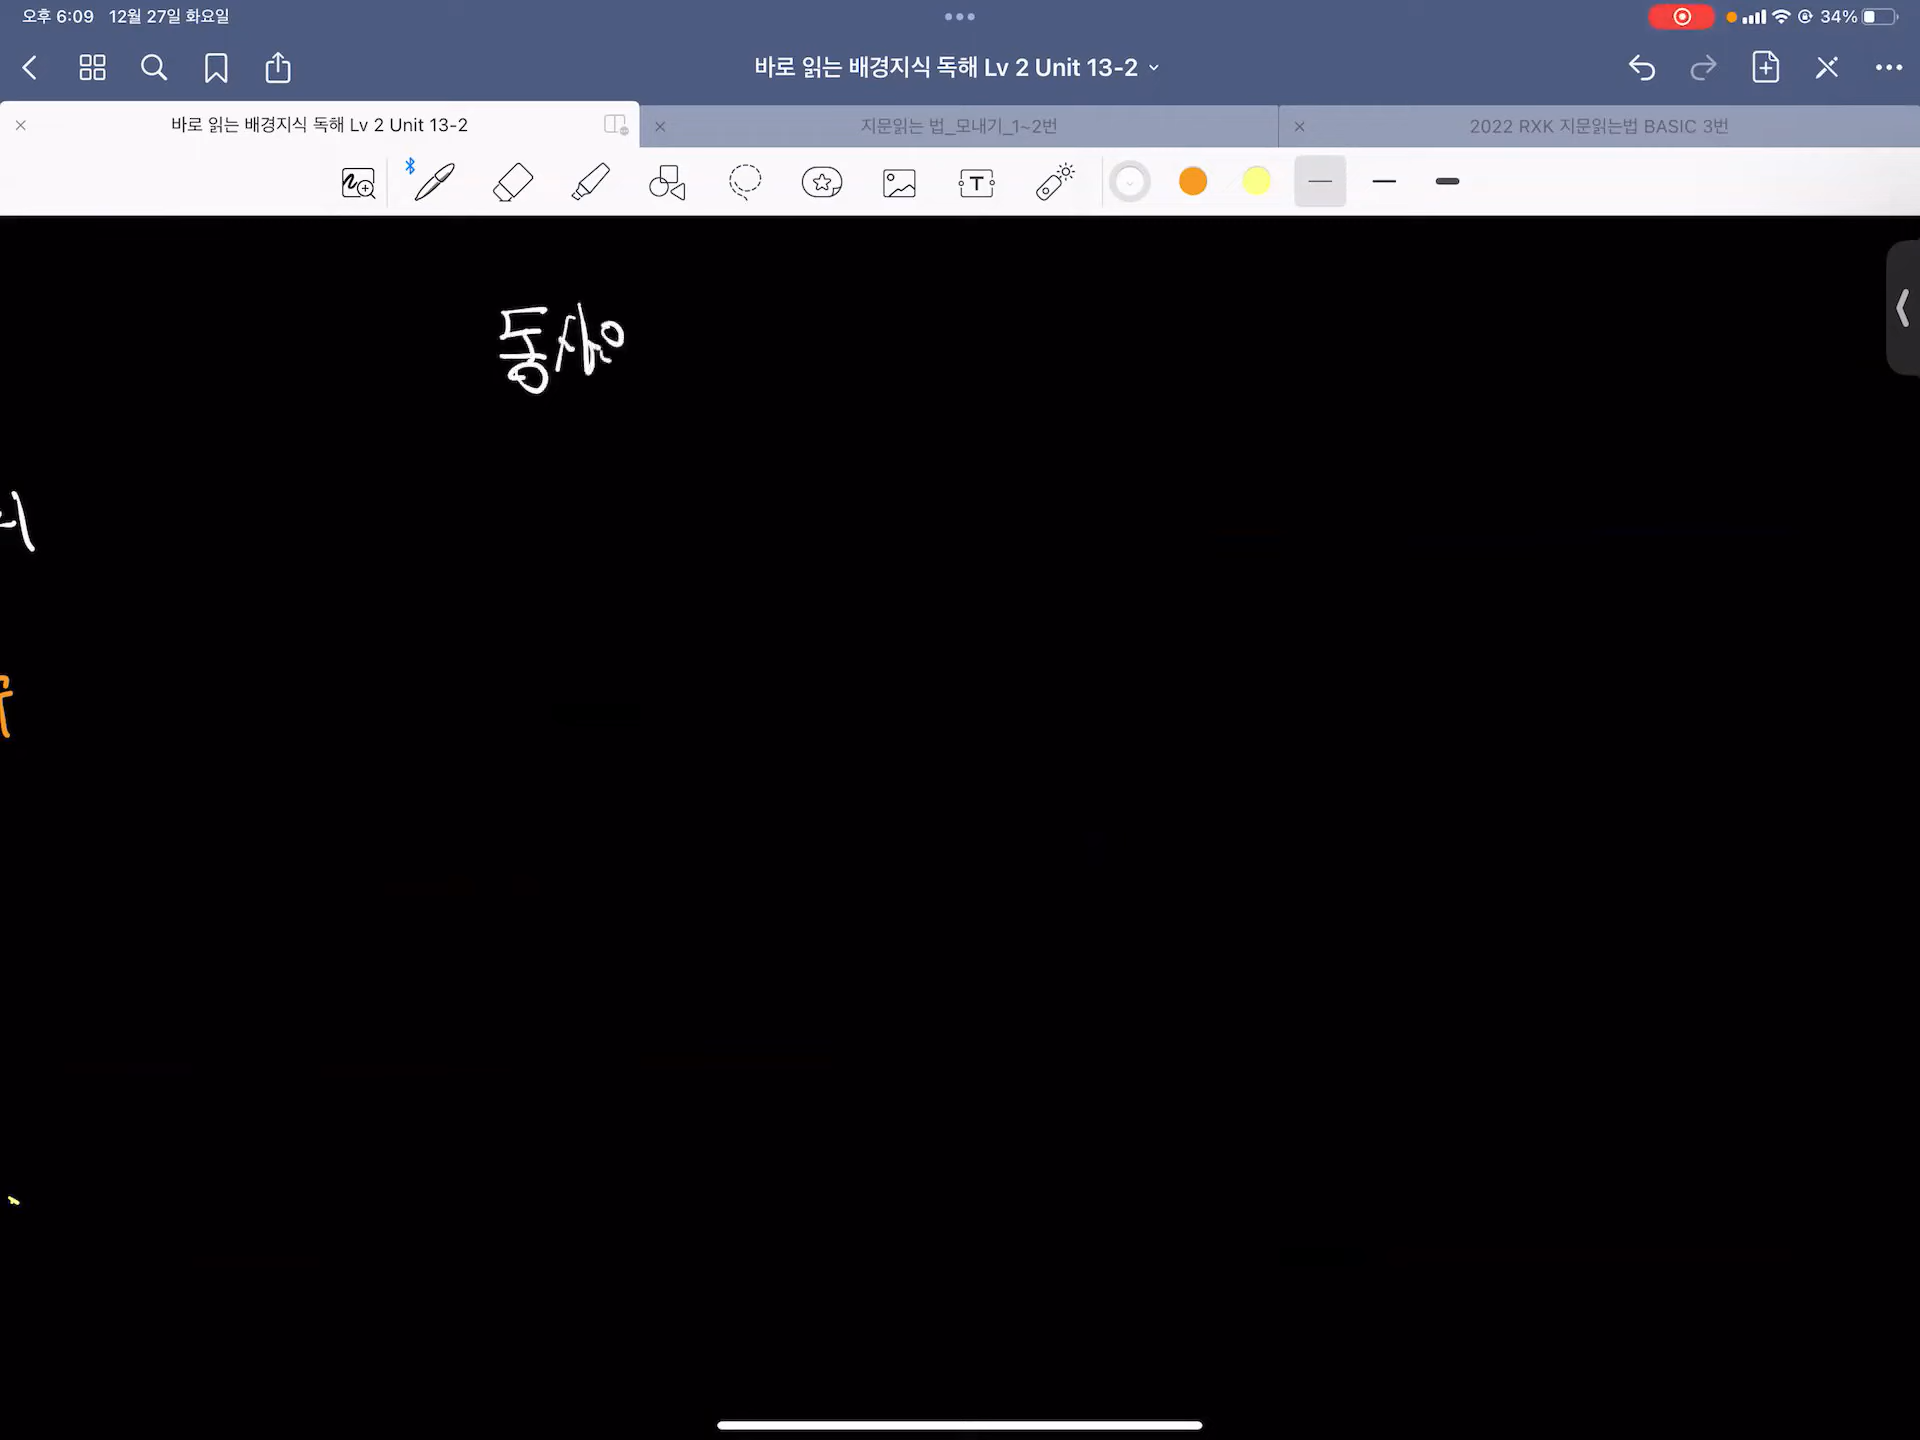 오후 6:09 12월 27일 화요일
34%
바로 읽는 배경지식 독해 Lv 2 Unit 13-2
바로 읽는 배경지식 독해 Lv 2 Unit 13-2
지문읽는 법_모내기_1~2번
2022 RXK 지문읽는법 BASIC 3번
T